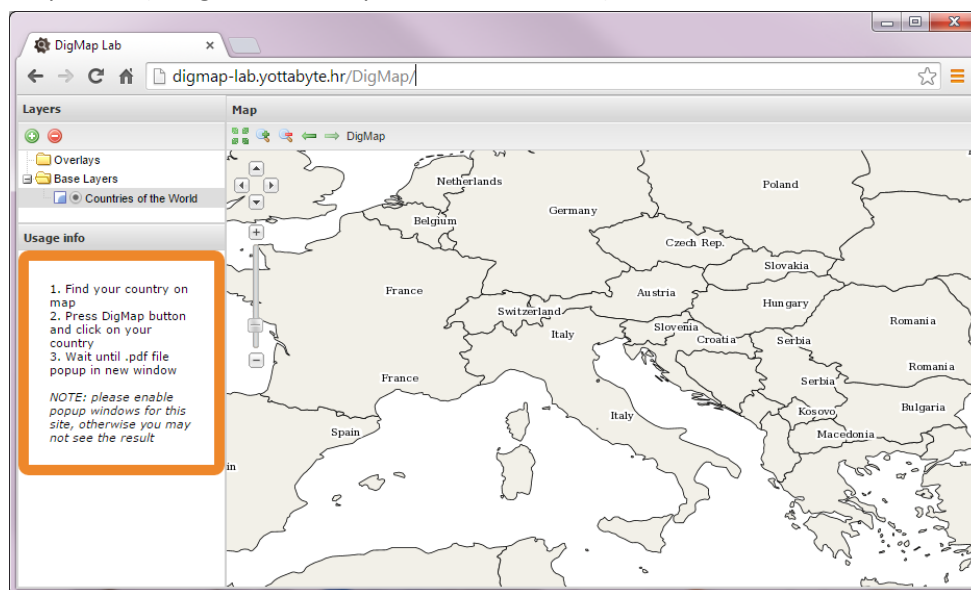 DigMap Lab
digmap-lab.yottabyte.hr/DigMap/
Layers
Map
DigMap
Overlays
Base Layers
Countries of the World
Usage info
1. Find your country on
map
2. Press DigMap button
and click on your
country
3. Wait until .pdf file
popup in new window
NOTE: please enable
popup windows for this
site, otherwise you may
not see the result
Netherlands
Poland
Germany
Belgium
Czech Rep.
Slovakia
France
Austria
Hungary
Switzerland
Romania
Slovenia
Italy
Croatia
Serbia
Romania
France
Serbia
Bulgaria
Kosovo
Italy
Spain
Macedonia
in